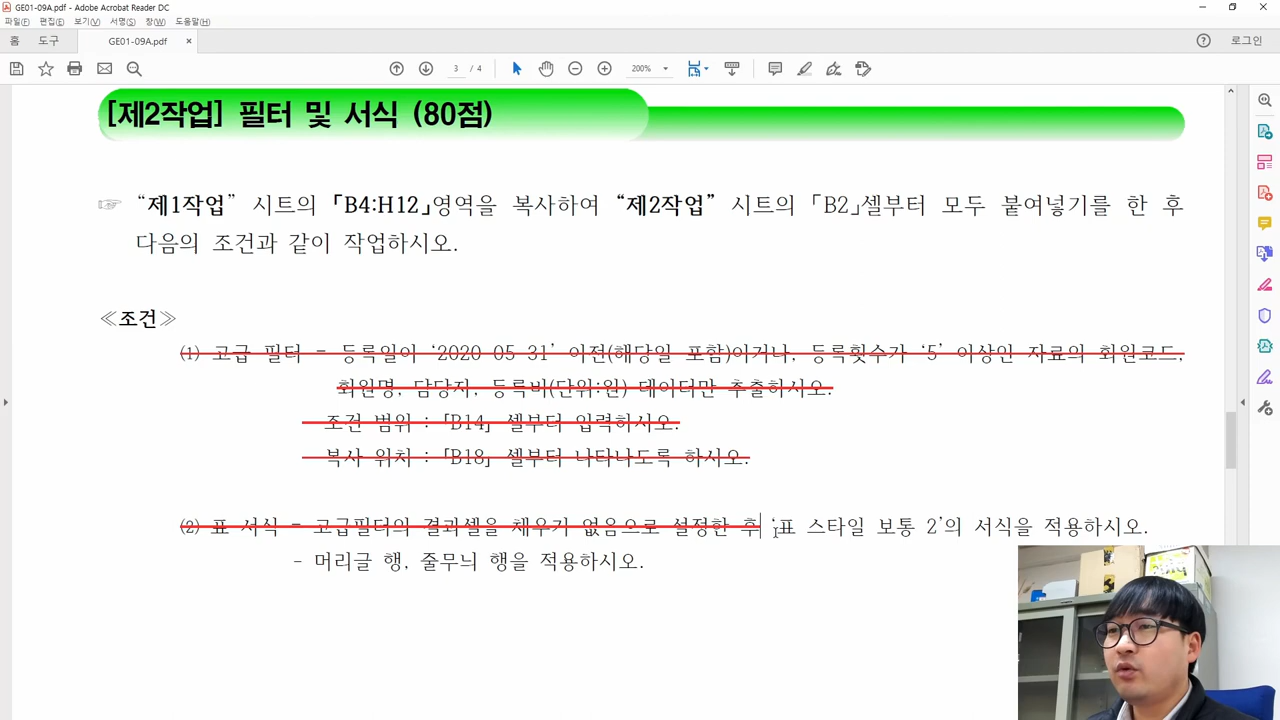 GE01-09A.pdf - Adobe Acrobat Reader DC
파일(F) 편집(E) 보기(V) 서명(S) 창(W) 도움말(H)
홈 도구 GE01-09A.pdf × 로그인
3 / 4 200%
[제2작업] 필터 및 서식 (80점)
☞ “제1작업” 시트의 「B4:H12」영역을 복사하여 “제2작업” 시트의 「B2」셀부터 모두 붙여넣기를 한 후
다음의 조건과 같이 작업하시오.
≪조건≫
(1) 고급 필터 - 등록일이 ‘2020-05-31’ 이전(해당일 포함)이거나, 등록횟수가 ‘5’ 이상인 자료의 회원코드,
회원명, 담당자, 등록비(단위:원) 데이터만 추출하시오.
- 조건 범위 : 「B14」 셀부터 입력하시오.
- 복사 위치 : 「B18」 셀부터 나타나도록 하시오.
(2) 표 서식 - 고급필터의 결과셀을 채우기 없음으로 설정한 후 ‘표 스타일 보통 2’의 서식을 적용하시오.
- 머리글 행, 줄무늬 행을 적용하시오.